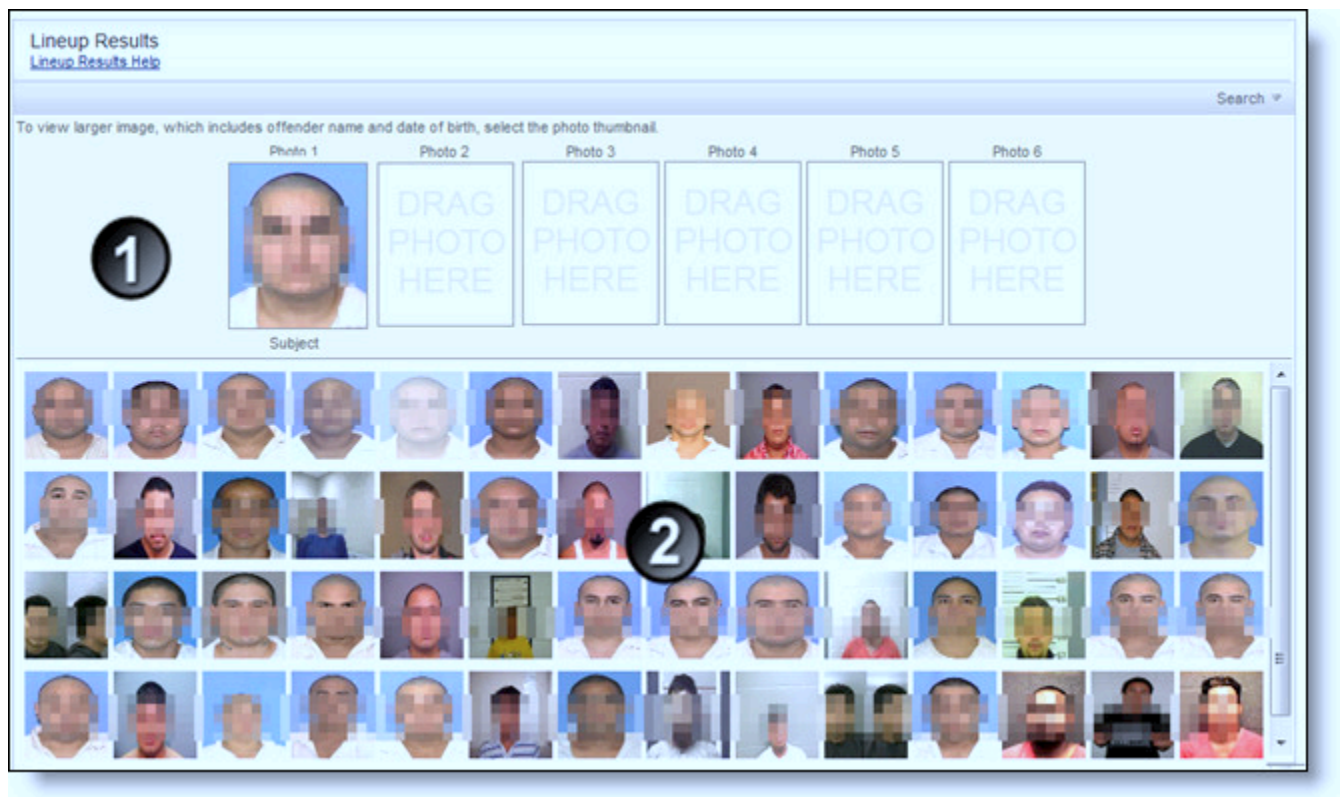 Lineup Results
Lineup Results Help
Search
To view larger image, which includes offender name and date of birth, select the photo thumbnail.
Photo 1 Photo 2 Photo 3 Photo 4 Photo 5 Photo 6
DRAG DRAG DRAG DRAG DRAG
PHOTO PHOTO PHOTO PHOTO PHOTO
HERE HERE HERE HERE HERE
1
Subject
2